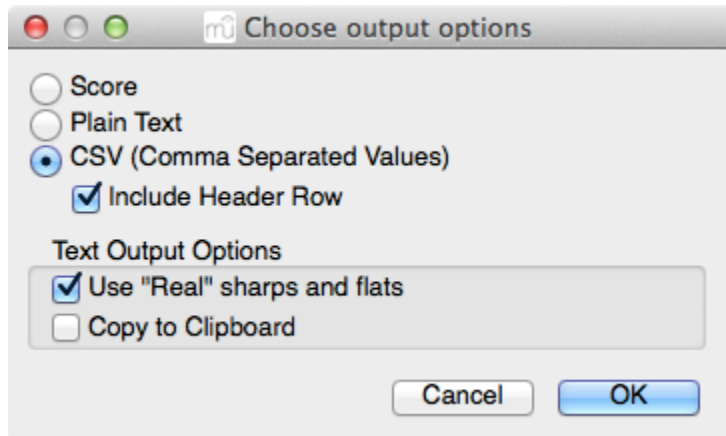 Choose output options
Score
Plain Text
CSV (Comma Separated Values)
Include Header Row
Text Output Options
Use "Real" sharps and flats
Copy to Clipboard
Cancel OK